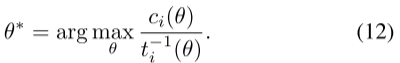 θ* = arg max_θ c_i(θ) / t_i^{-1}(θ). (12)